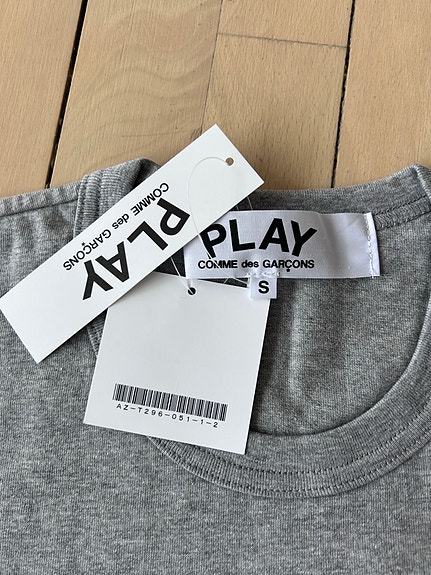 PLAY
COMME des GARÇONS
PLAY
COMME des GARÇONS
S
AZ-T296-051-1-2